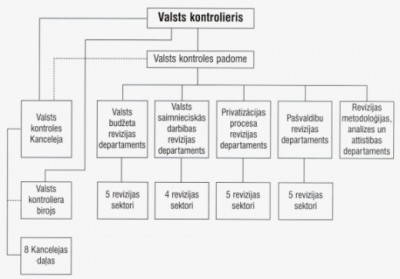 Valsts kontrolieris
Valsts kontroles padome
Valsts
kontroles
Kanceleja
Valsts
budžeta
revīzijas
departaments
Valsts
saimnieciskās
darbības
revīzijas
departaments
Privatizācijas
procesa
revīzijas
departaments
Pašvaldību
revīzijas
departaments
Revīzijas
metodoloģijas,
analīzes un
attīstības
departaments
Valsts
kontroliera
birojs
5 revīzijas
sektori
4 revīzijas
sektori
5 revīzijas
sektori
5 revīzijas
sektori
8 Kancelejas
daļas